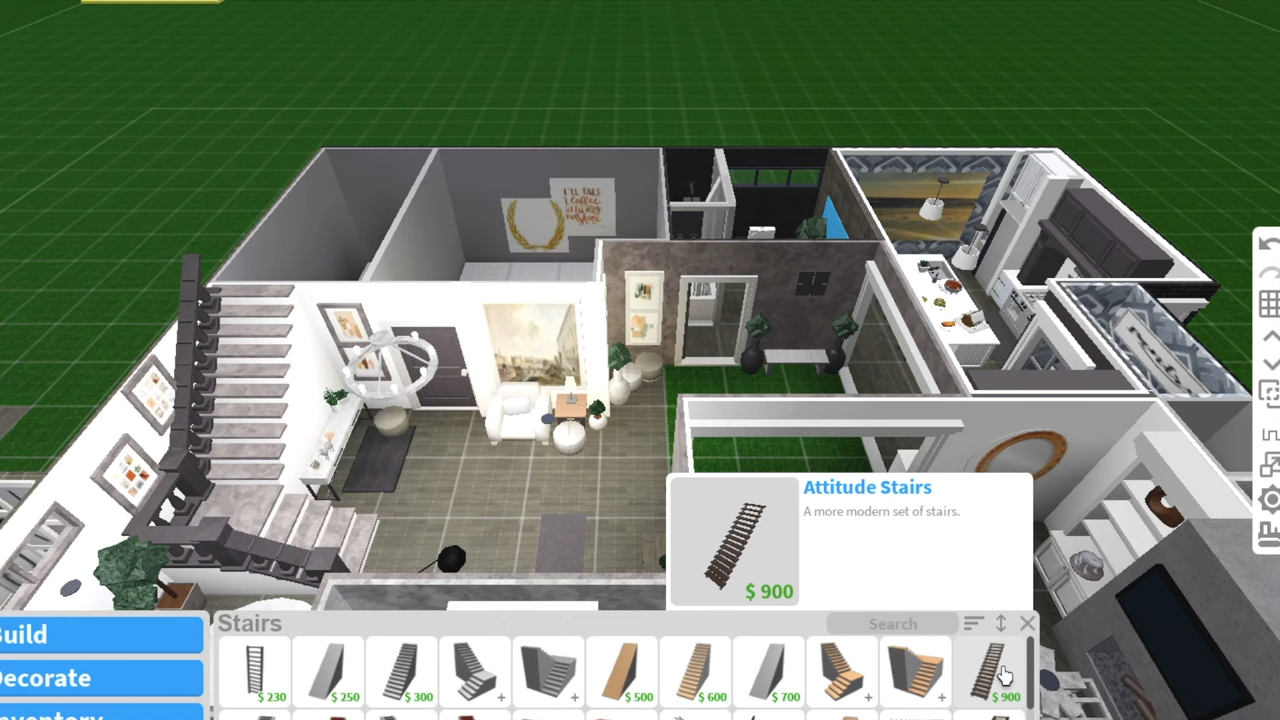 I'LL TAKE
Attitude Stairs
A more modern set of stairs.
$ 900
Stairs
Search
Build
Decorate
Inventory
$ 230
$ 250
$ 300
+
+
$ 500
$ 600
$ 700
+
+
$ 900